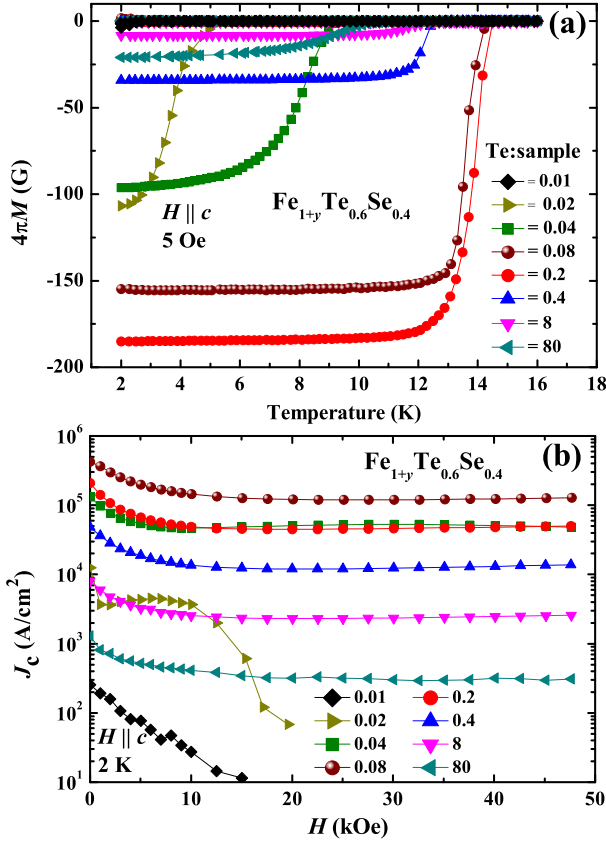 (a)
0
-50
-100
-150
-200
4πM (G)
H || c
5 Oe
Fe1+yTe0.6Se0.4
Te:sample
= 0.01
= 0.02
= 0.04
= 0.08
= 0.2
= 0.4
= 8
= 80
0 2 4 6 8 10 12 14 16 18
Temperature (K)
(b)
Fe1+yTe0.6Se0.4
10^6
10^5
10^4
10^3
10^2
10^1
Jc (A/cm^2)
H || c
2 K
0.01 0.2
0.02 0.4
0.04 8
0.08 80
0 10 20 30 40 50
H (kOe)